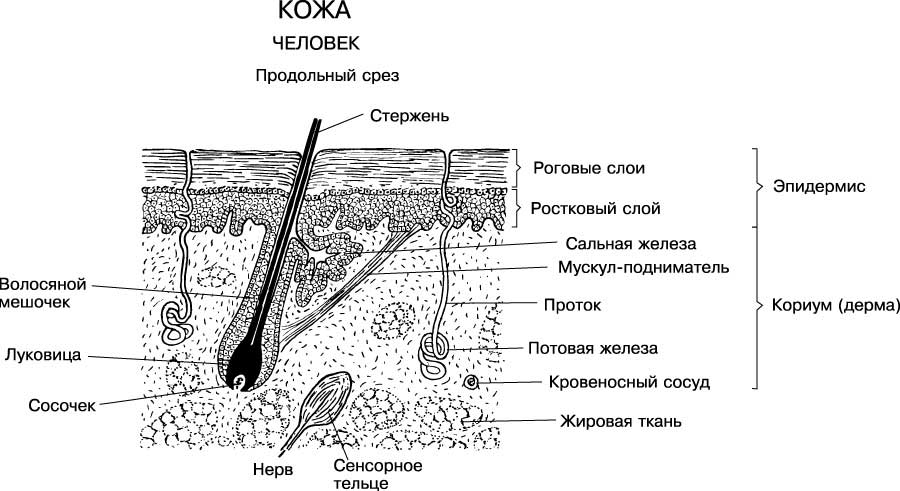 КОЖА
ЧЕЛОВЕК
Продольный срез
Стержень
Роговые слои
Эпидермис
Ростковый слой
Сальная железа
Мускул-подниматель
Волосяной
мешочек
Проток
Кориум (дерма)
Луковица
Потовая железа
Кровеносный сосуд
Сосочек
Жировая ткань
Нерв
Сенсорное
тельце